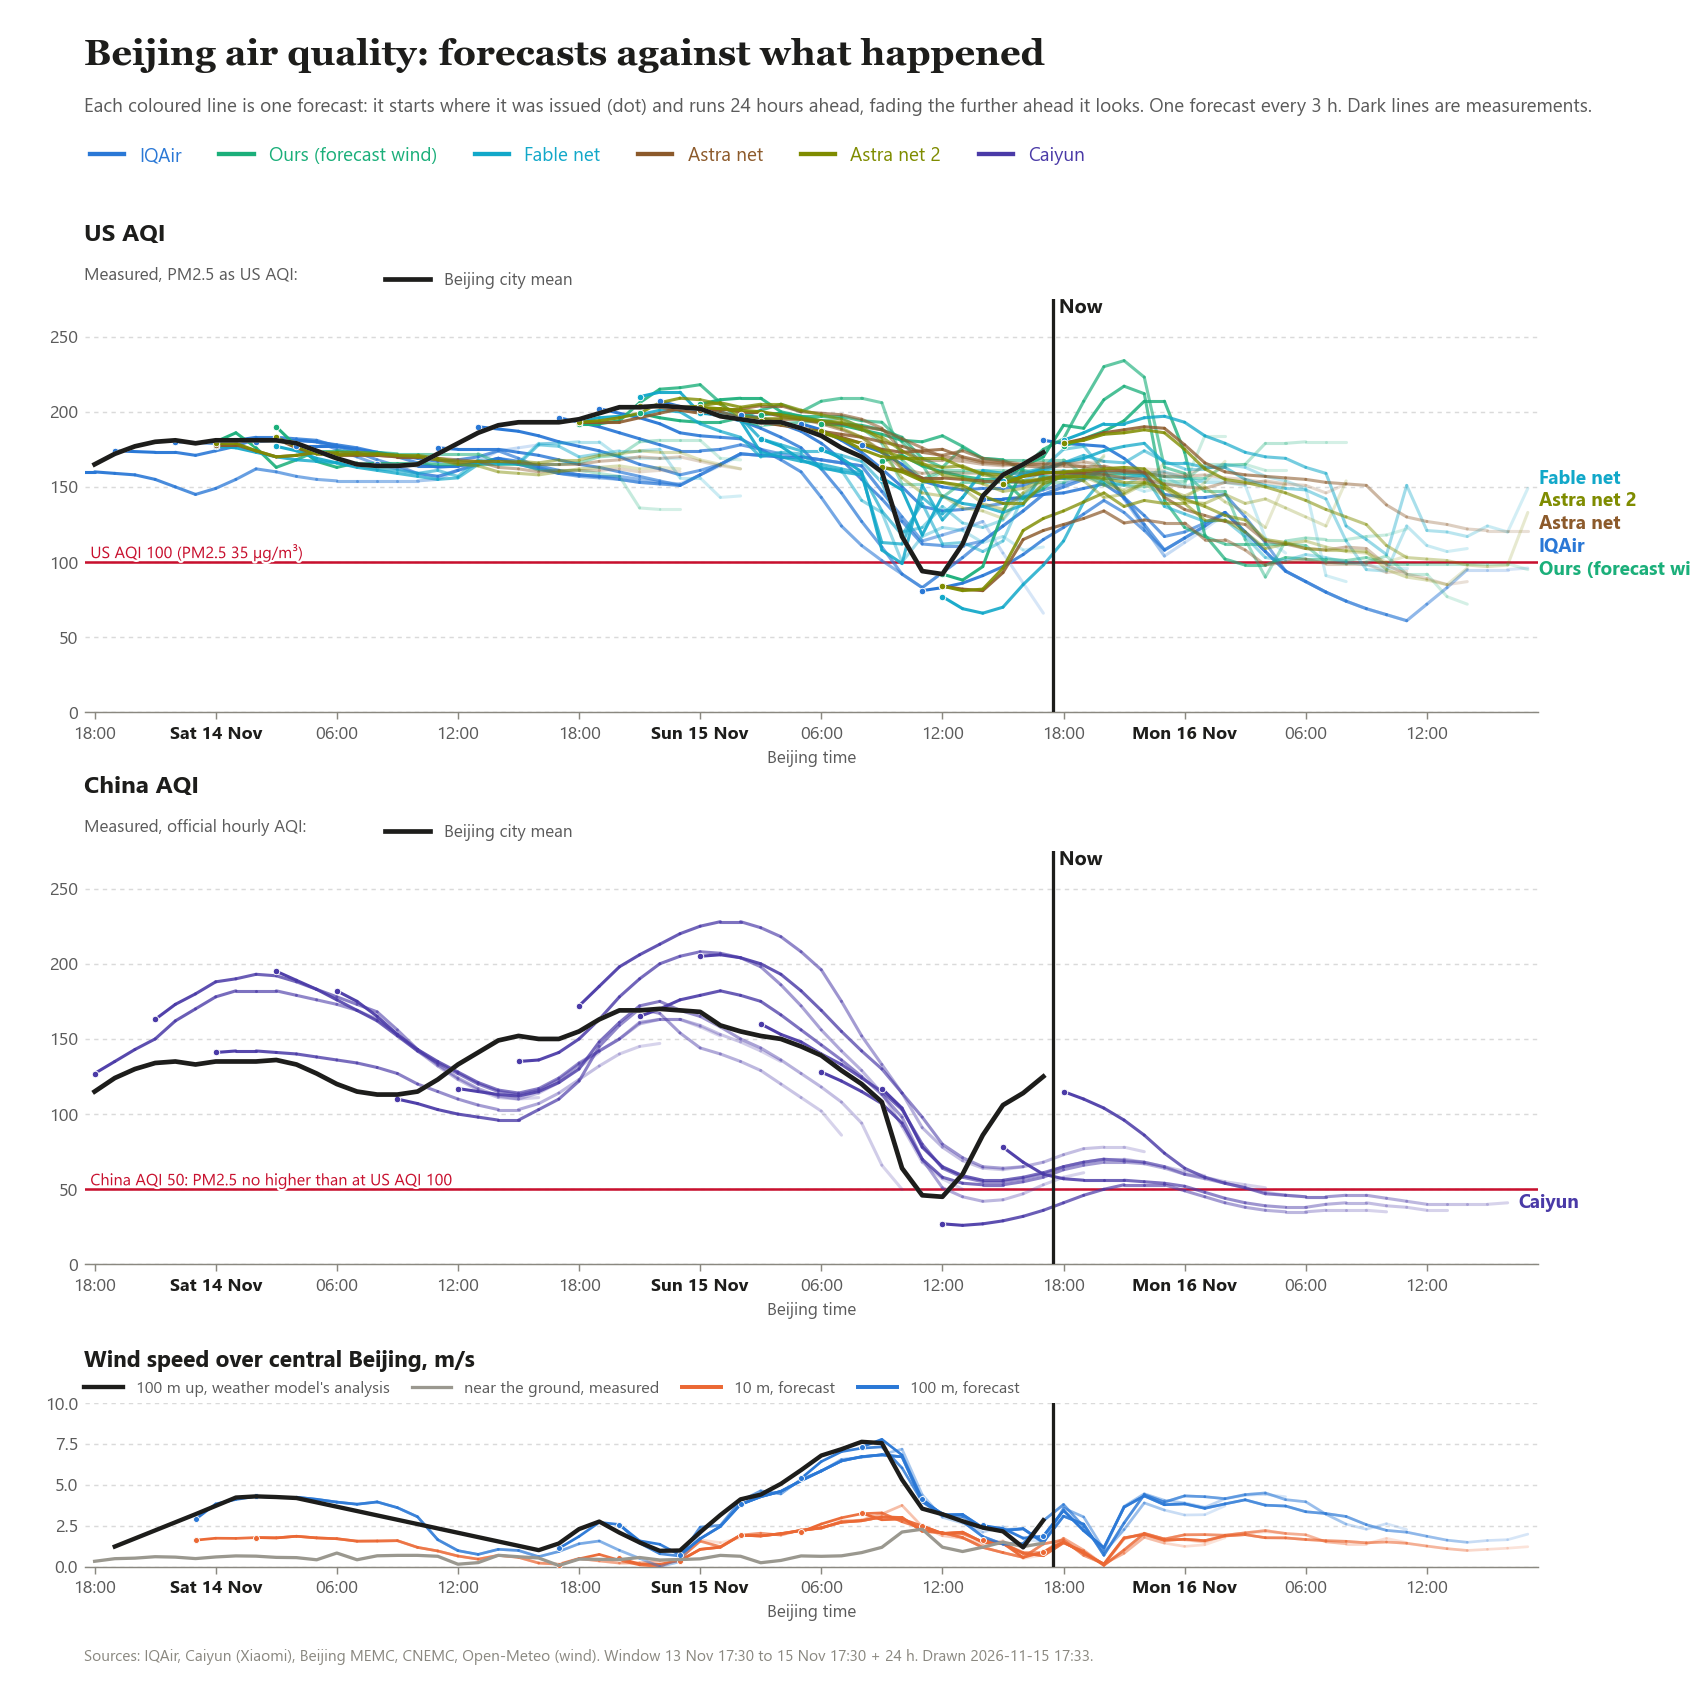 Beijing air quality: forecasts against what happened
Each coloured line is one forecast: it starts where it was issued (dot) and runs 24 hours ahead, fading the further ahead it looks. One forecast every 3 h. Dark lines are measurements.
IQAir Ours (forecast wind) Fable net Astra net Astra net 2 Caiyun
US AQI
Measured, PM2.5 as US AQI: Beijing city mean
Now
250
200
150
100
50
0
US AQI 100 (PM2.5 35 µg/m³)
Fable net
Astra net 2
Astra net
IQAir
Ours (forecast wi
18:00 Sat 14 Nov 06:00 12:00 18:00 Sun 15 Nov 06:00 12:00 18:00 Mon 16 Nov 06:00 12:00
Beijing time
China AQI
Measured, official hourly AQI: Beijing city mean
Now
250
200
150
100
50
0
China AQI 50: PM2.5 no higher than at US AQI 100
Caiyun
18:00 Sat 14 Nov 06:00 12:00 18:00 Sun 15 Nov 06:00 12:00 18:00 Mon 16 Nov 06:00 12:00
Beijing time
Wind speed over central Beijing, m/s
100 m up, weather model's analysis near the ground, measured 10 m, forecast 100 m, forecast
10.0
7.5
5.0
2.5
0.0
18:00 Sat 14 Nov 06:00 12:00 18:00 Sun 15 Nov 06:00 12:00 18:00 Mon 16 Nov 06:00 12:00
Beijing time
Sources: IQAir, Caiyun (Xiaomi), Beijing MEMC, CNEMC, Open-Meteo (wind). Window 13 Nov 17:30 to 15 Nov 17:30 + 24 h. Drawn 2026-11-15 17:33.